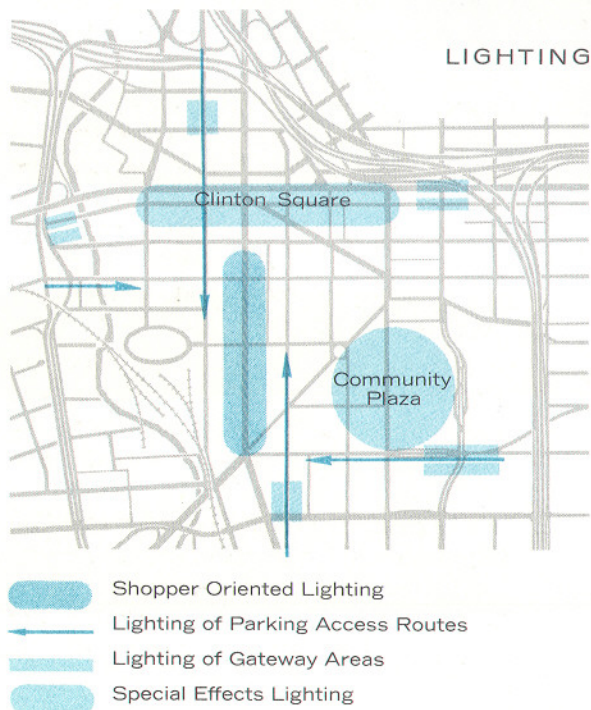 LIGHTING
Clinton Square
Community
Plaza
Shopper Oriented Lighting
Lighting of Parking Access Routes
Lighting of Gateway Areas
Special Effects Lighting